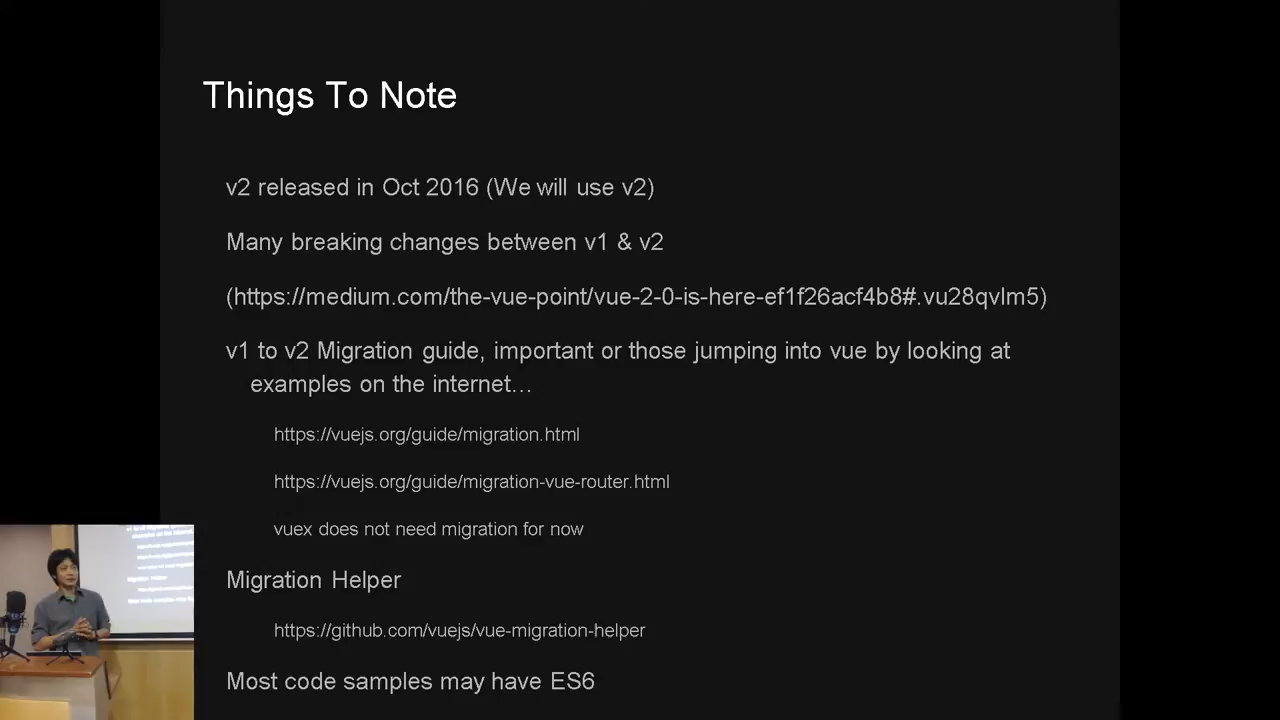 Things To Note
v2 released in Oct 2016 (We will use v2)
Many breaking changes between v1 & v2
(https://medium.com/the-vue-point/vue-2-0-is-here-ef1f26acf4b8#.vu28qvlm5)
v1 to v2 Migration guide, important or those jumping into vue by looking at
examples on the internet…
https://vuejs.org/guide/migration.html
https://vuejs.org/guide/migration-vue-router.html
vuex does not need migration for now
Migration Helper
https://github.com/vuejs/vue-migration-helper
Most code samples may have ES6